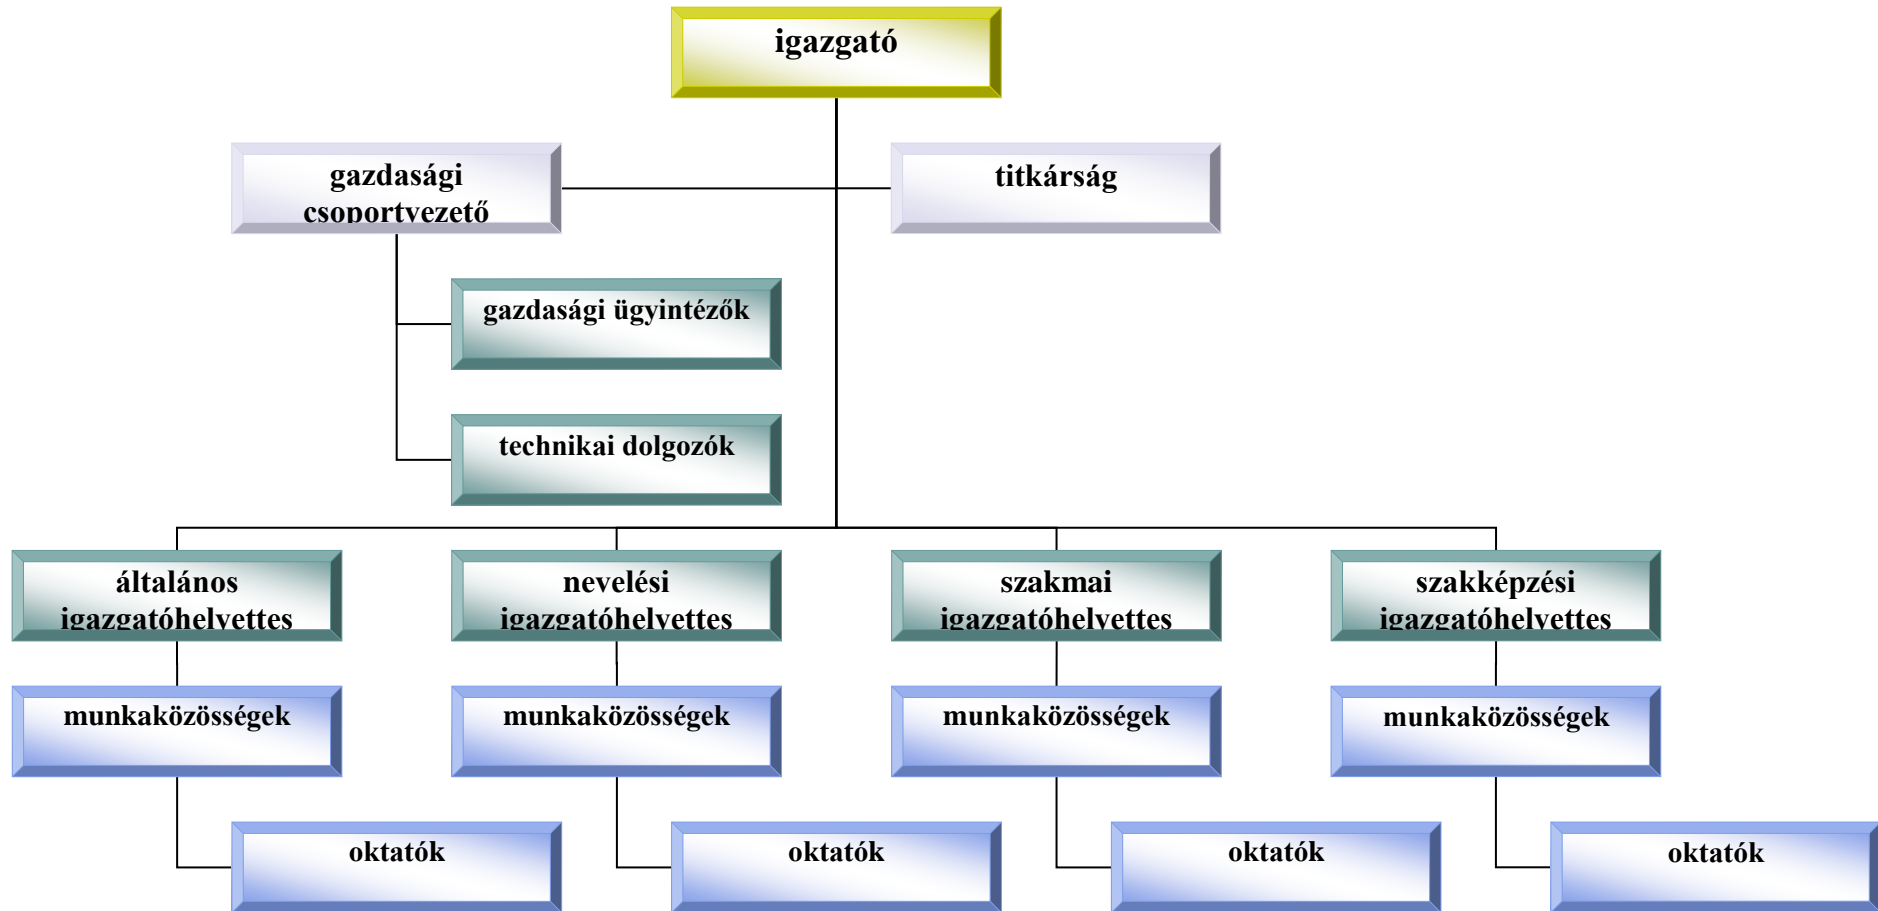 igazgató
gazdasági
csoportvezető
titkárság
gazdasági ügyintézők
technikai dolgozók
általános
igazgatóhelyettes
nevelési
igazgatóhelyettes
szakmai
igazgatóhelyettes
szakképzési
igazgatóhelyettes
munkaközösségek
munkaközösségek
munkaközösségek
munkaközösségek
oktatók
oktatók
oktatók
oktatók